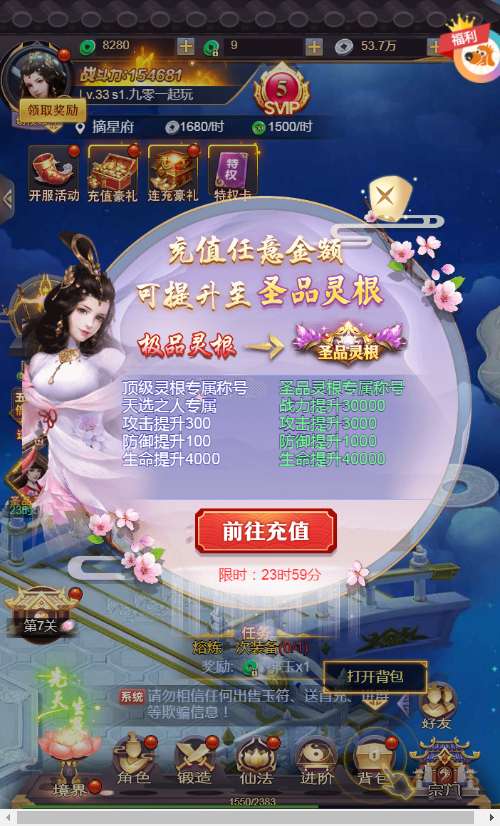 8280
9
53.7万
福利
战斗力:154681
Lv.33 s1.九零一起玩
5
SVIP
领取奖励
摘星府
1680/时
1500/时
开服活动
充值豪礼
连充豪礼
特权
特权卡
充值任意金额
可提升至圣品灵根
极品灵根
圣品灵根
顶级灵根专属称号
圣品灵根专属称号
天选之人专属
战力提升30000
攻击提升300
攻击提升3000
防御提升100
防御提升1000
生命提升4000
生命提升40000
23时
前往充值
限时：23时59分
第7关
任务
熔炼一次装备(0/1)
打开背包
系统
请勿相信任何出售玉符、送首充、进群
等欺骗信息！
好友
境界
角色
锻造
仙法
进阶
背包
宗门
1550/2383